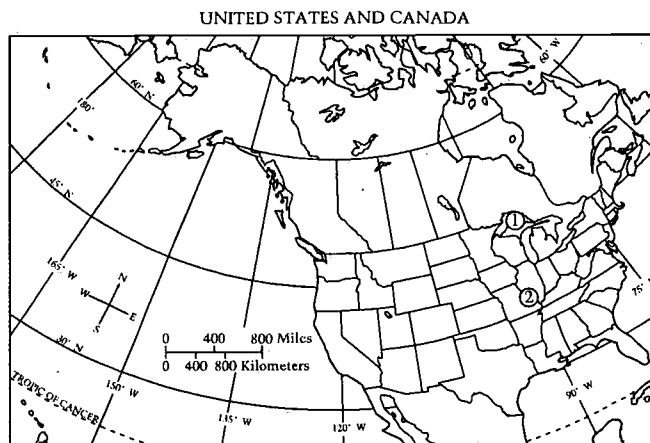 UNITED STATES AND CANADA
60° N
60° W
180°
45° N
165° W
W
N
E
S
30° N
0 400 800 Miles
0 400 800 Kilometers
1
2
75°
TROPIC OF CANCER
150° W
135° W
120° W
90° W